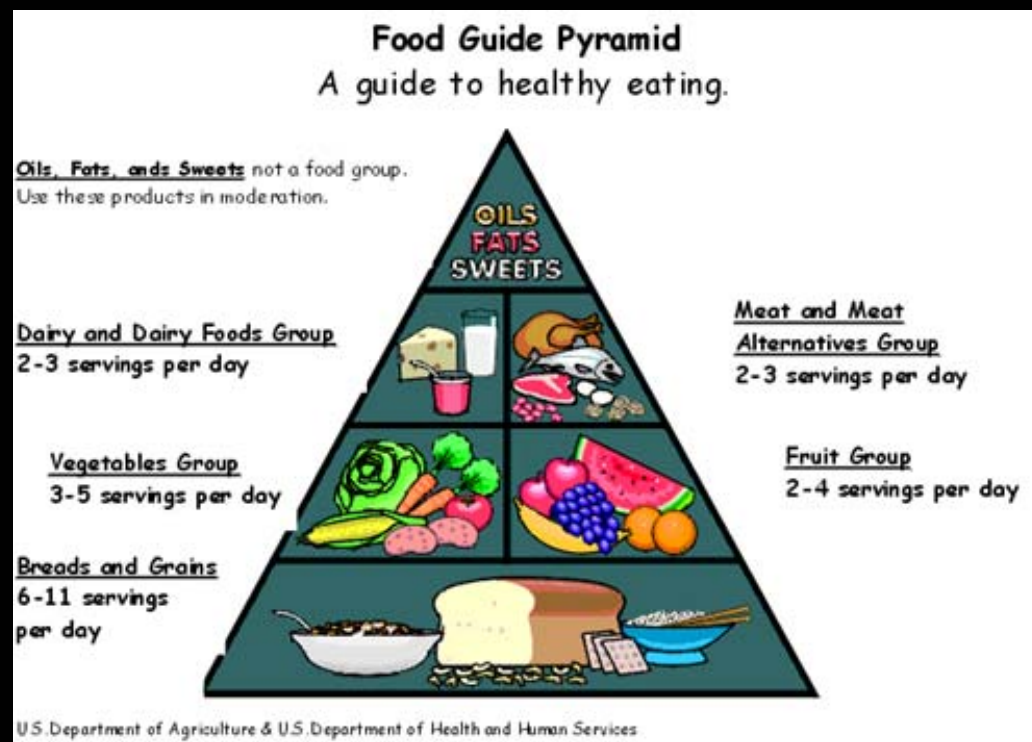 Food Guide Pyramid
A guide to healthy eating.
Oils, Fats, ands Sweets not a food group.
Use these products in moderation.
OILS
FATS
SWEETS
Dairy and Dairy Foods Group
2-3 servings per day
Meat and Meat
Alternatives Group
2-3 servings per day
Vegetables Group
3-5 servings per day
Fruit Group
2-4 servings per day
Breads and Grains
6-11 servings
per day
U.S.Department of Agriculture & U.S.Department of Health and Human Services